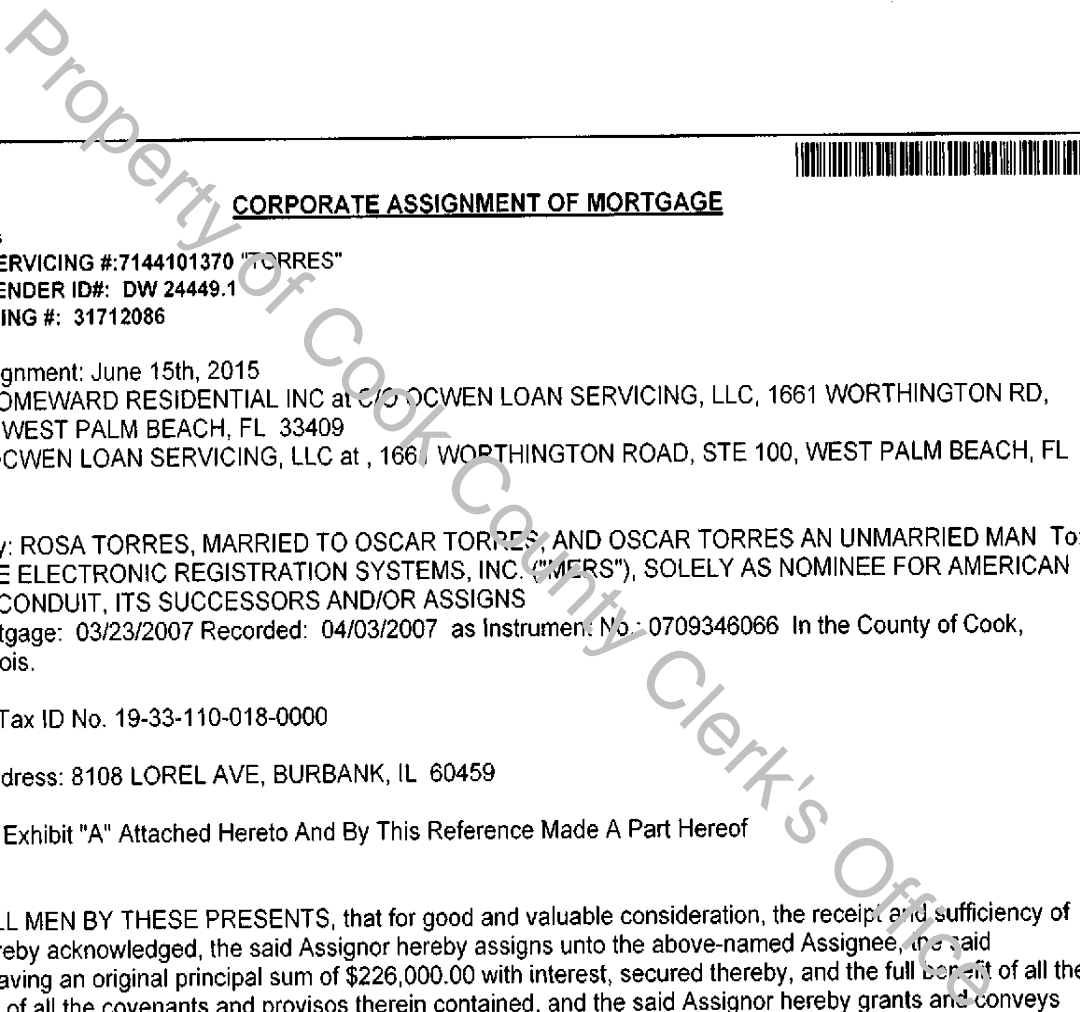 CORPORATE ASSIGNMENT OF MORTGAGE
ERVICING #:7144101370 "TORRES"
ENDER ID#: DW 24449.1
ING #: 31712086
gnment: June 15th, 2015
OMEWARD RESIDENTIAL INC at C/O OCWEN LOAN SERVICING, LLC, 1661 WORTHINGTON RD,
WEST PALM BEACH, FL 33409
CWEN LOAN SERVICING, LLC at , 1661 WORTHINGTON ROAD, STE 100, WEST PALM BEACH, FL
y: ROSA TORRES, MARRIED TO OSCAR TORRES, AND OSCAR TORRES AN UNMARRIED MAN To:
E ELECTRONIC REGISTRATION SYSTEMS, INC. ("MERS"), SOLELY AS NOMINEE FOR AMERICAN
CONDUIT, ITS SUCCESSORS AND/OR ASSIGNS
tgage: 03/23/2007 Recorded: 04/03/2007 as Instrument No.: 0709346066 In the County of Cook,
ois.
Tax ID No. 19-33-110-018-0000
dress: 8108 LOREL AVE, BURBANK, IL 60459
Exhibit "A" Attached Hereto And By This Reference Made A Part Hereof
LL MEN BY THESE PRESENTS, that for good and valuable consideration, the receipt and sufficiency of
reby acknowledged, the said Assignor hereby assigns unto the above-named Assignee, the said
aving an original principal sum of $226,000.00 with interest, secured thereby, and the full benefit of all the
of all the covenants and provisos therein contained, and the said Assignor hereby grants and conveys
Property of Cook County Clerk's Office